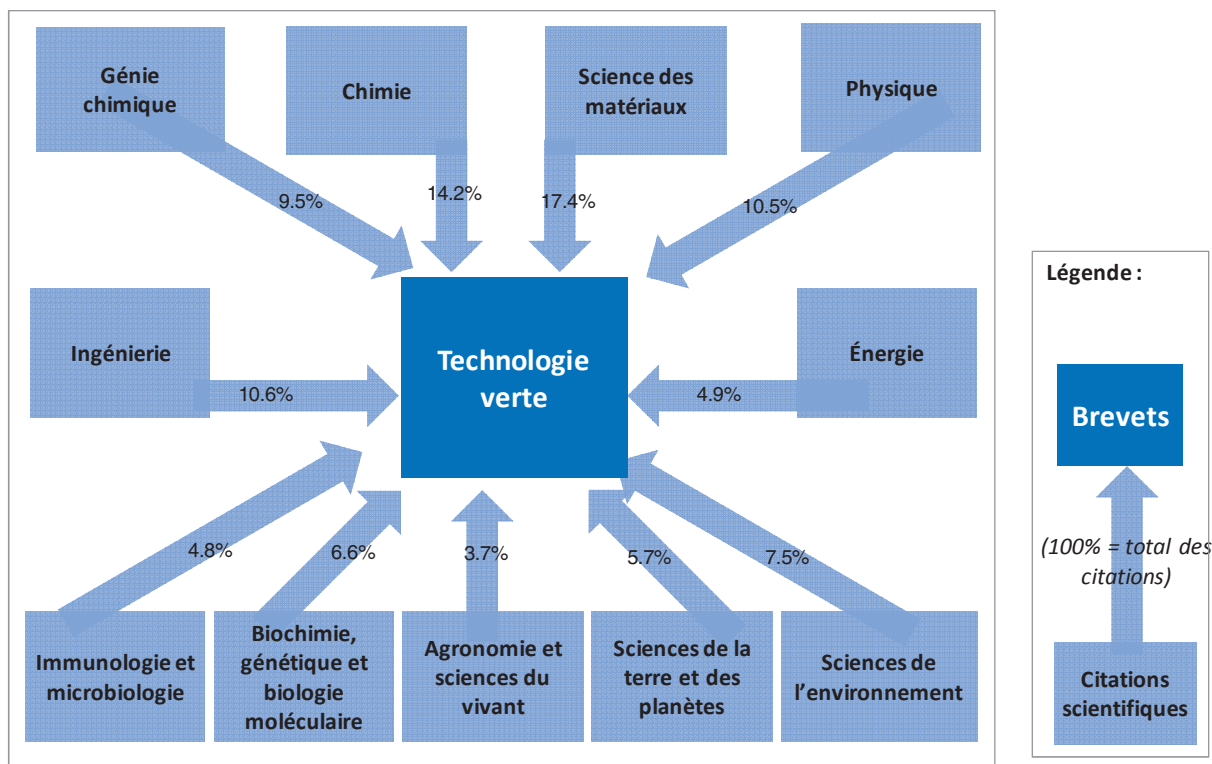 Génie
chimique
Chimie
Science des
matériaux
Physique
9.5%
14.2%
17.4%
10.5%
Ingénierie
Technologie
verte
Énergie
10.6%
4.9%
4.8%
6.6%
3.7%
5.7%
7.5%
Immunologie et
microbiologie
Biochimie,
génétique et
biologie
moléculaire
Agronomie et
sciences du
vivant
Sciences de la
terre et des
planètes
Sciences de
l'environnement
Légende :
Brevets
(100% = total des
citations)
Citations
scientifiques